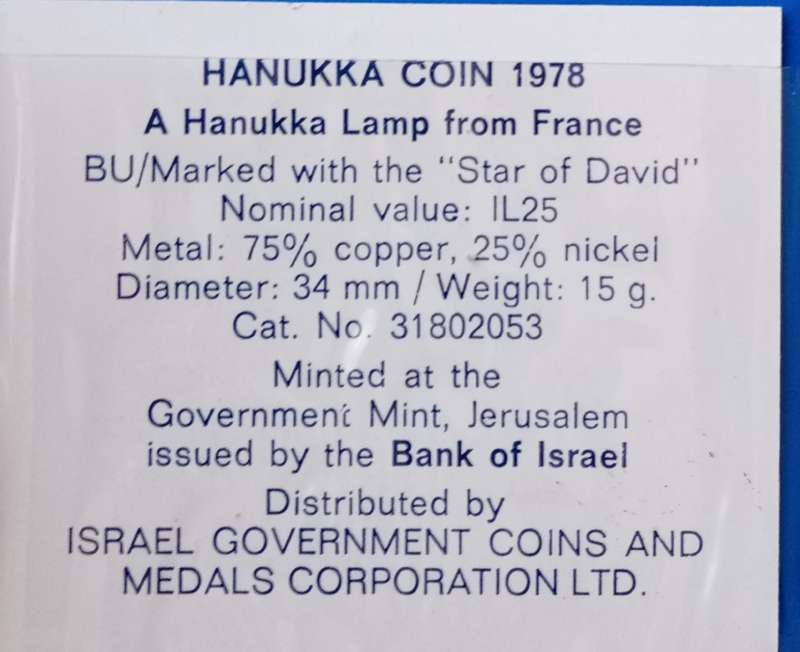 HANUKKA COIN 1978
A Hanukka Lamp from France
BU/Marked with the "Star of David"
Nominal value: IL25
Metal: 75% copper, 25% nickel
Diameter: 34 mm / Weight: 15 g.
Cat. No. 31802053
Minted at the
Government Mint, Jerusalem
issued by the Bank of Israel
Distributed by
ISRAEL GOVERNMENT COINS AND
MEDALS CORPORATION LTD.